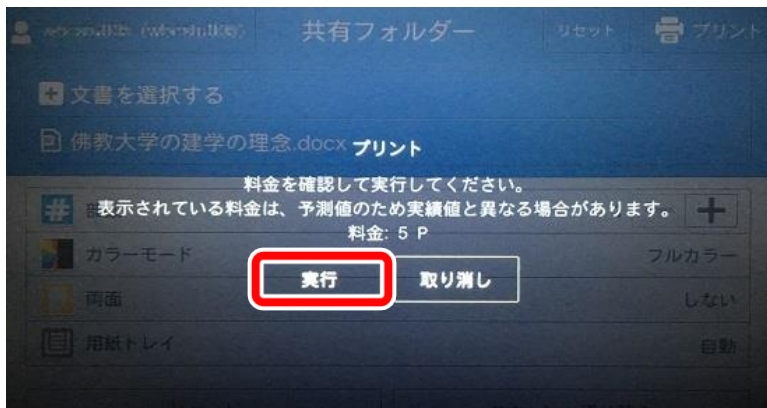 共有フォルダー
リセット
プリント
文書を選択する
佛教大学の建学の理念.docx
プリント
料金を確認して実行してください。
表示されている料金は、予測値のため実績値と異なる場合があります。
料金: 5 P
実行
取り消し
カラーモード
フルカラー
両面
しない
用紙トレイ
自動